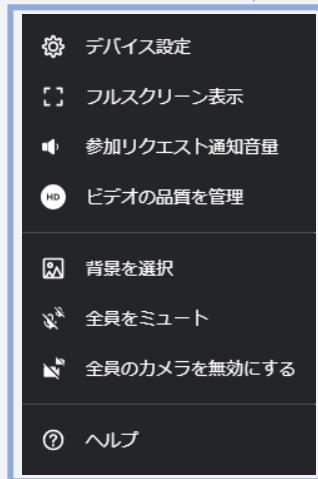 デバイス設定
フルスクリーン表示
参加リクエスト通知音量
HD ビデオの品質を管理
背景を選択
全員をミュート
全員のカメラを無効にする
ヘルプ